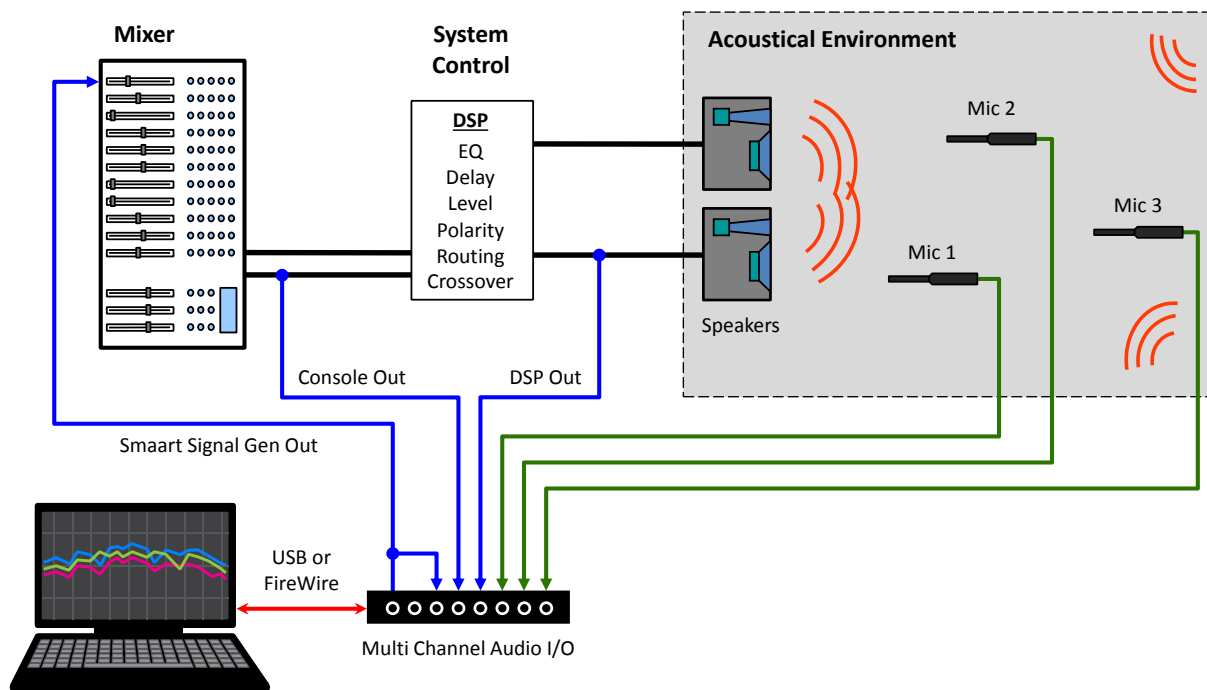 Mixer
System
Control
Acoustical Environment
DSP
EQ
Delay
Level
Polarity
Routing
Crossover
Mic 2
Mic 3
Mic 1
Speakers
Console Out
DSP Out
Smaart Signal Gen Out
USB or
FireWire
Multi Channel Audio I/O